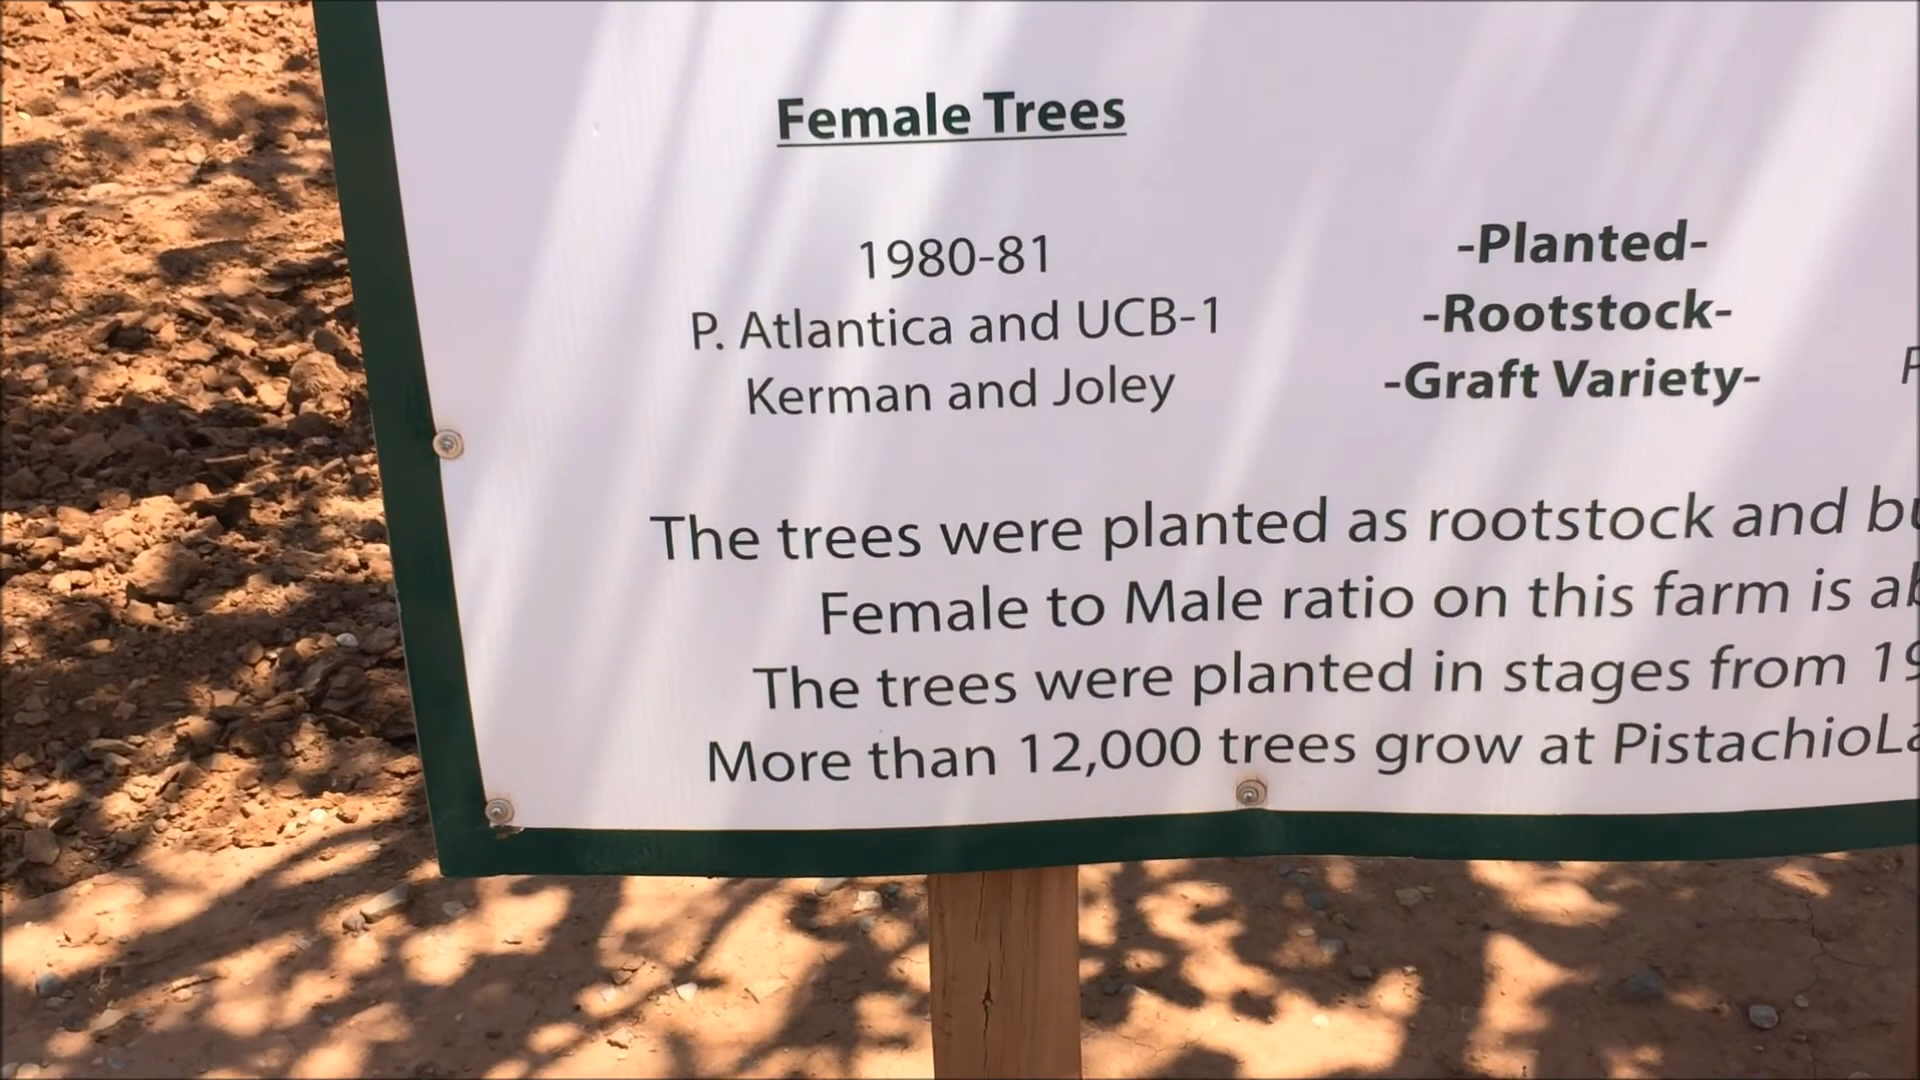 Female Trees
1980-81 -Planted-
P. Atlantica and UCB-1 -Rootstock-
Kerman and Joley -Graft Variety-
The trees were planted as rootstock and
Female to Male ratio on this farm is
The trees were planted in stages from
More than 12,000 trees grow at